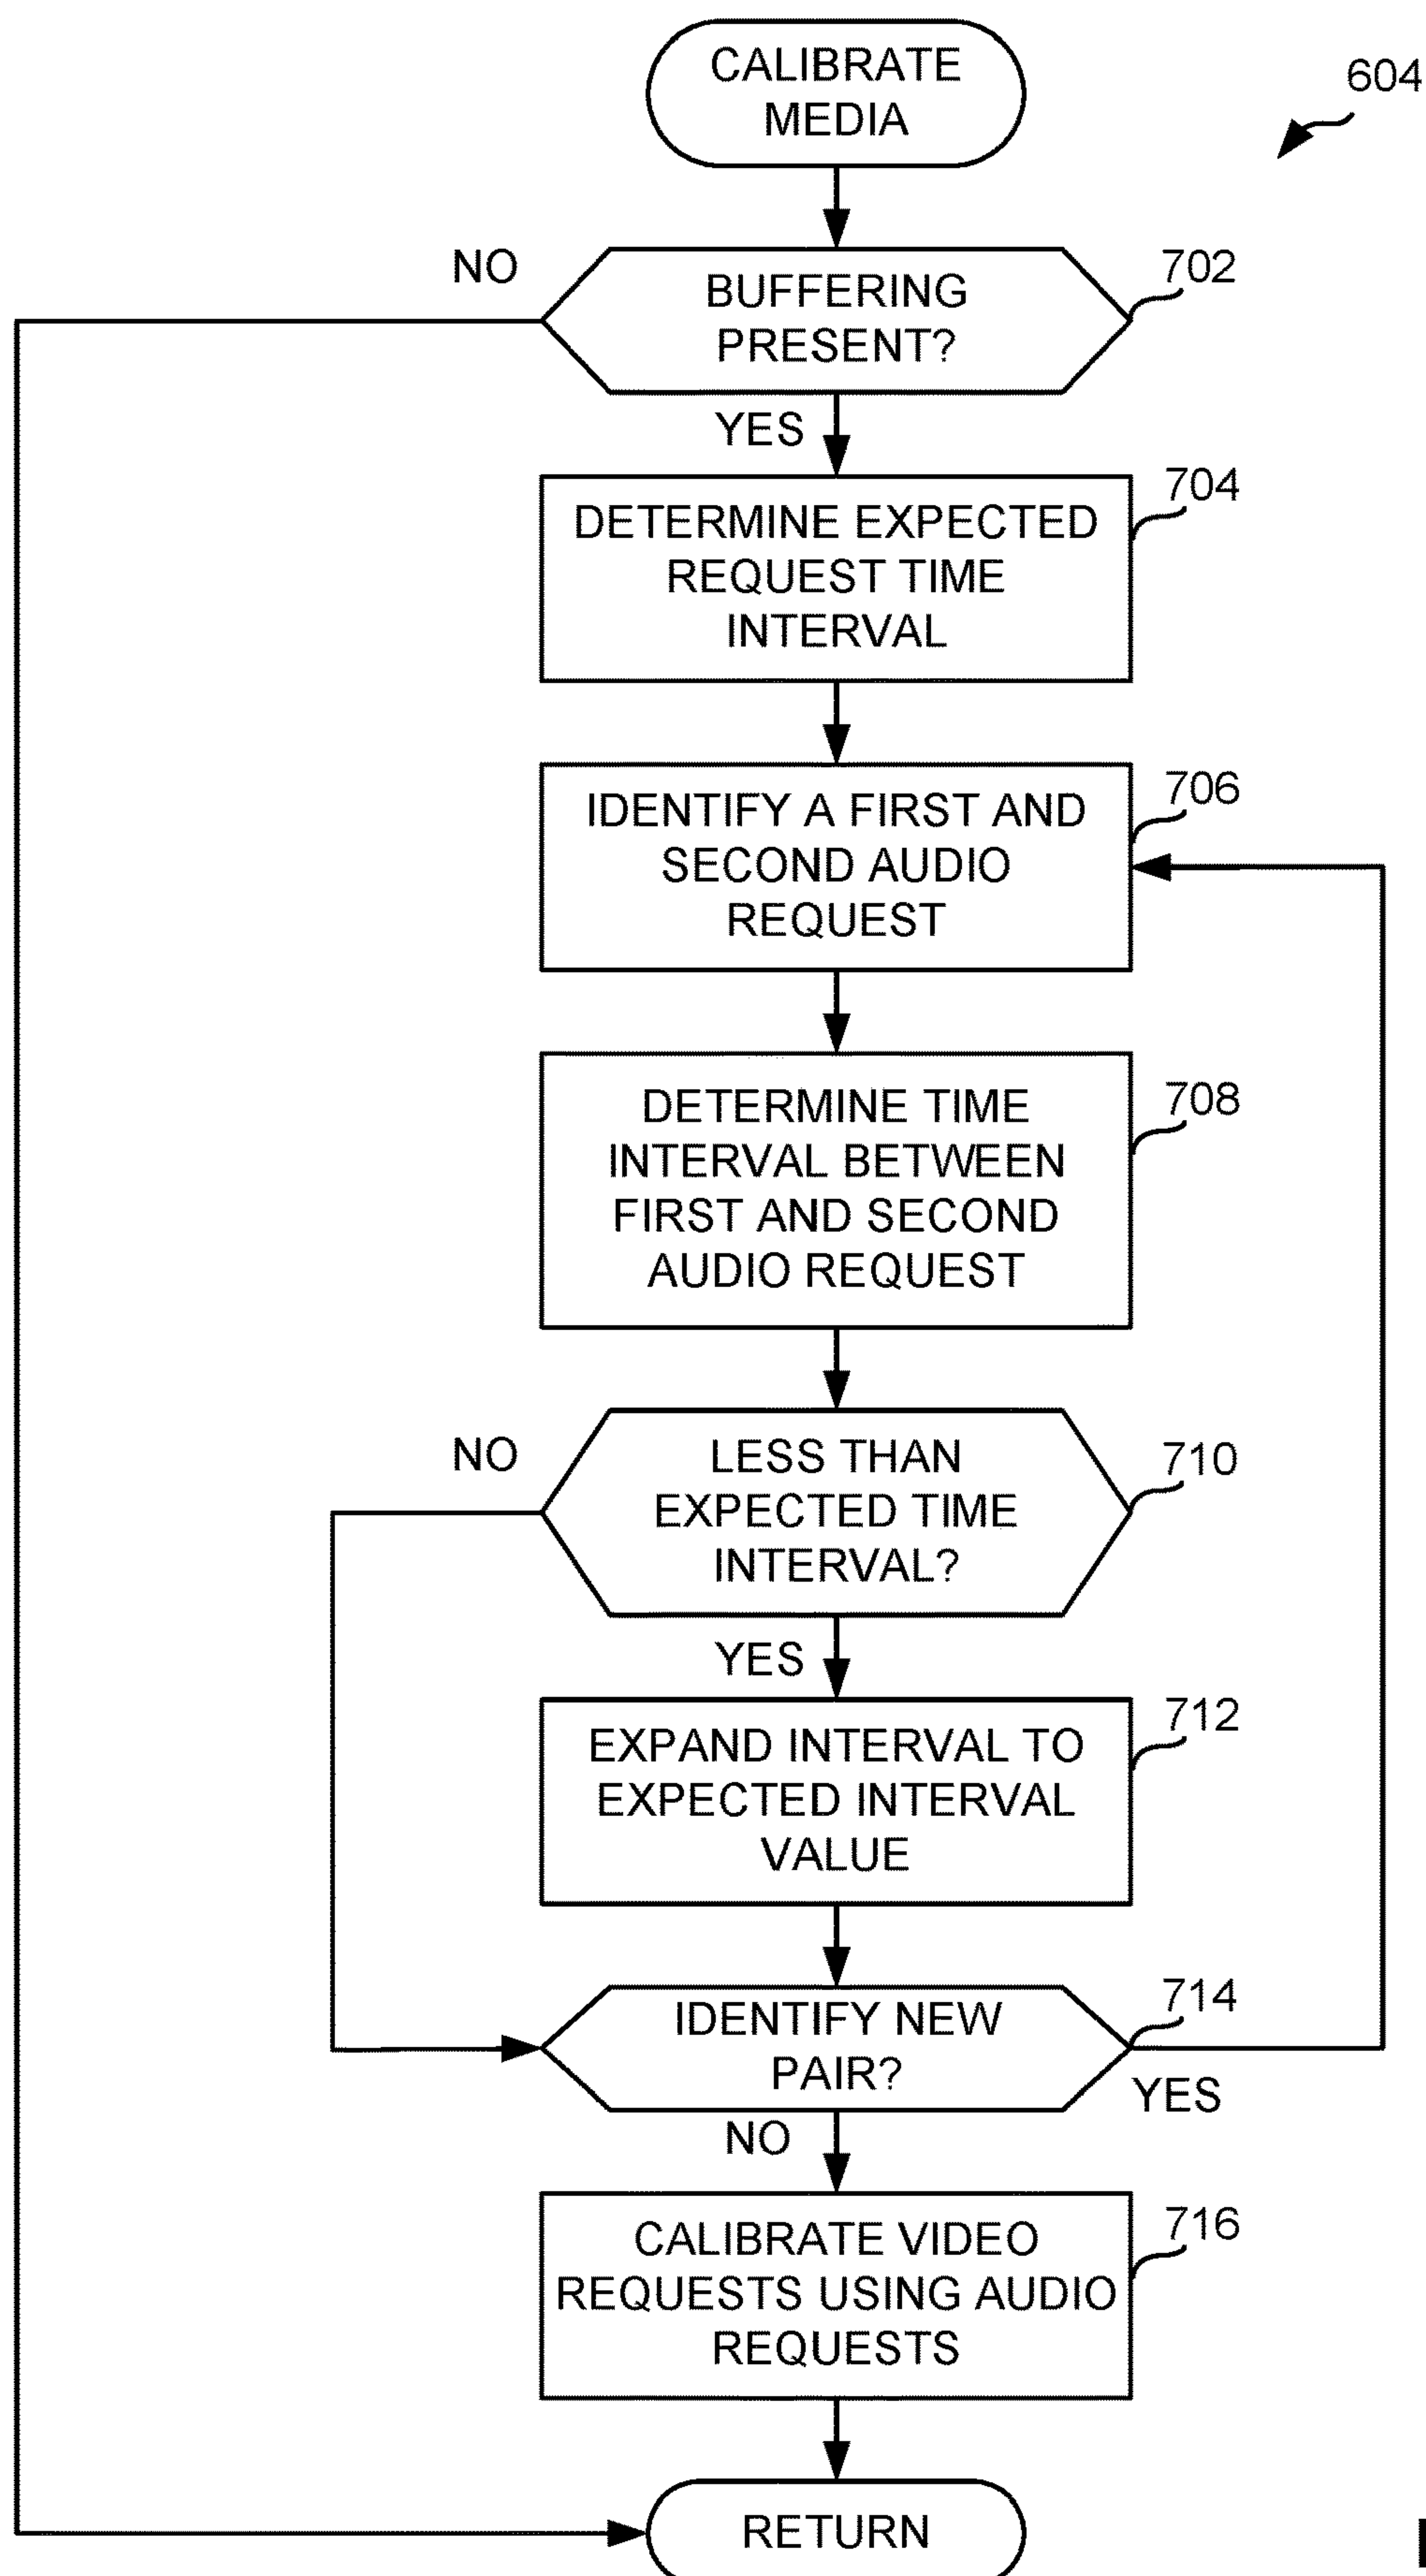 CALIBRATE
MEDIA
604
NO
BUFFERING
PRESENT?
702
YES
DETERMINE EXPECTED
REQUEST TIME
INTERVAL
704
IDENTIFY A FIRST AND
SECOND AUDIO
REQUEST
706
DETERMINE TIME
INTERVAL BETWEEN
FIRST AND SECOND
AUDIO REQUEST
708
NO
LESS THAN
EXPECTED TIME
INTERVAL?
710
YES
EXPAND INTERVAL TO
EXPECTED INTERVAL
VALUE
712
IDENTIFY NEW
PAIR?
714
YES
NO
CALIBRATE VIDEO
REQUESTS USING AUDIO
REQUESTS
716
RETURN